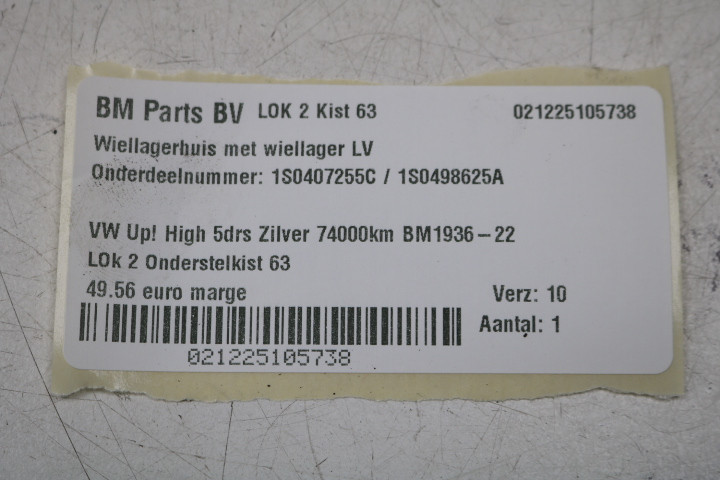 BM Parts BV LOK 2 Kist 63 021225105738
Wiellagerhuis met wiellager LV
Onderdeelnummer: 1S0407255C / 1S0498625A
VW Up! High 5drs Zilver 74000km BM1936-22
LOk 2 Onderstelkist 63
49.56 euro marge Verz: 10
Aantal: 1
021225105738